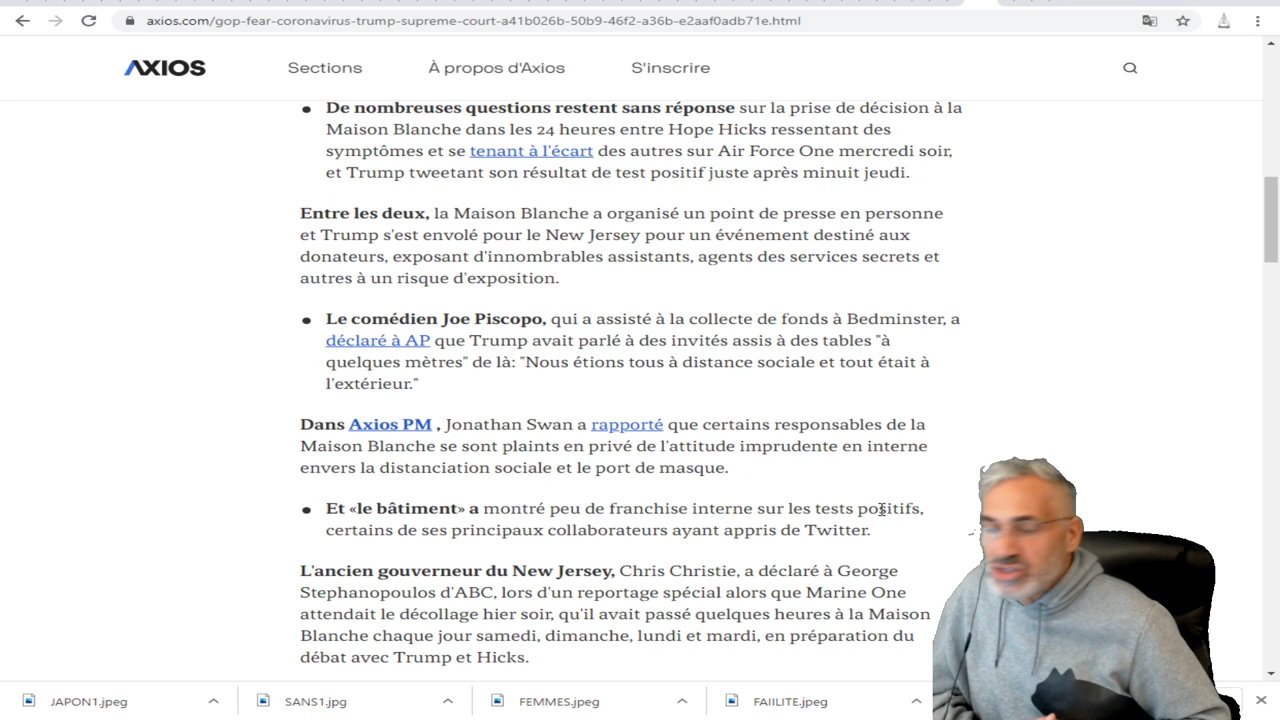 axios.com/gop-fear-coronavirus-trump-supreme-court-a41b026b-50b9-46f2-a36b-e2aaf0adb71e.html
AXIOS Sections À propos d'Axios S'inscrire
De nombreuses questions restent sans réponse sur la prise de décision à la
Maison Blanche dans les 24 heures entre Hope Hicks ressentant des
symptômes et se tenant à l'écart des autres sur Air Force One mercredi soir,
et Trump tweetant son résultat de test positif juste après minuit jeudi.
Entre les deux, la Maison Blanche a organisé un point de presse en personne
et Trump s'est envolé pour le New Jersey pour un événement destiné aux
donateurs, exposant d'innombrables assistants, agents des services secrets et
autres à un risque d'exposition.
Le comédien Joe Piscopo, qui a assisté à la collecte de fonds à Bedminster, a
déclaré à AP que Trump avait parlé à des invités assis à des tables "à
quelques mètres" de là: "Nous étions tous à distance sociale et tout était à
l'extérieur."
Dans Axios PM , Jonathan Swan a rapporté que certains responsables de la
Maison Blanche se sont plaints en privé de l'attitude imprudente en interne
envers la distanciation sociale et le port de masque.
Et «le bâtiment» a montré peu de franchise interne sur les tests positifs,
certains de ses principaux collaborateurs ayant appris de Twitter.
L'ancien gouverneur du New Jersey, Chris Christie, a déclaré à George
Stephanopoulos d'ABC, lors d'un reportage spécial alors que Marine One
attendait le décollage hier soir, qu'il avait passé quelques heures à la Maison
Blanche chaque jour samedi, dimanche, lundi et mardi, en préparation du
débat avec Trump et Hicks.
JAPON1.jpeg SANS1.jpg FEMMES.jpeg FAIILITE.jpeg